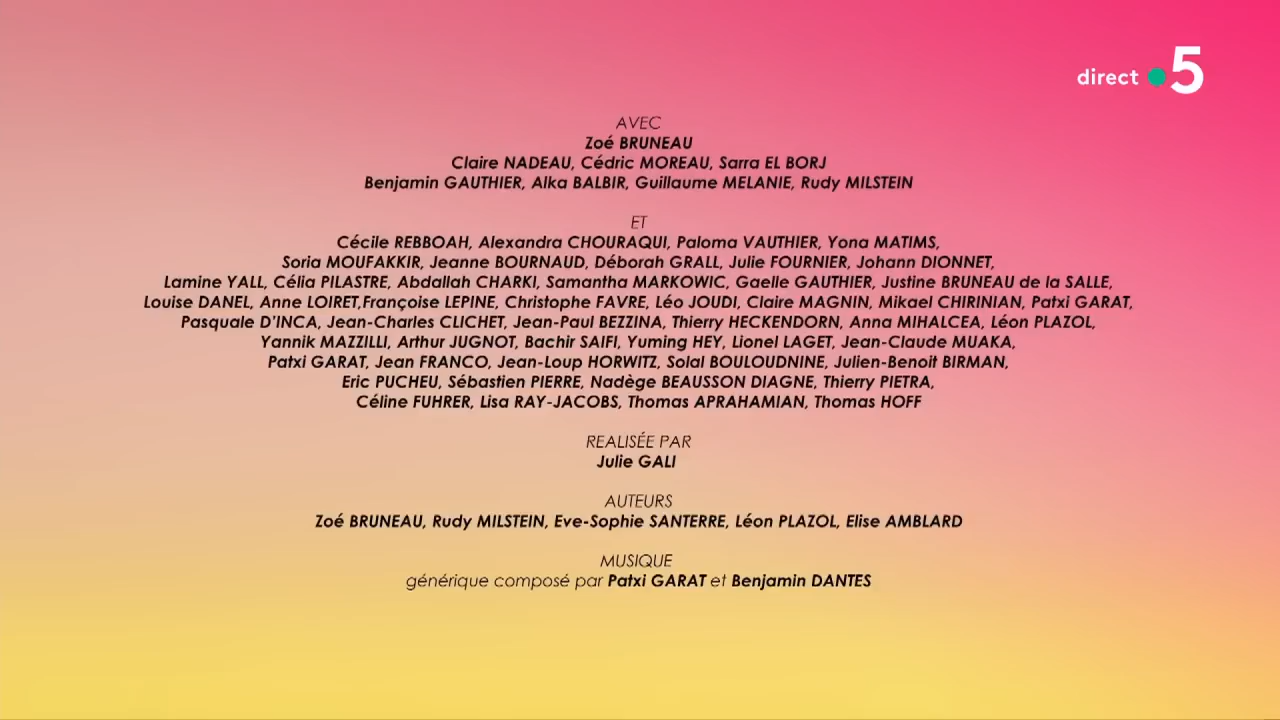 direct 5
AVEC
Zoé BRUNEAU
Claire NADEAU, Cédric MOREAU, Sarra EL BORJ
Benjamin GAUTHIER, Alka BALBIR, Guillaume MELANIE, Rudy MILSTEIN
ET
Cécile REBBOAH, Alexandra CHOURAQUI, Paloma VAUTHIER, Yona MATIMS,
Soria MOUFAKKIR, Jeanne BOURNAUD, Déborah GRALL, Julie FOURNIER, Johann DIONNET,
Lamine YALL, Célia PILASTRE, Abdallah CHARKI, Samantha MARKOWIC, Gaelle GAUTHIER, Justine BRUNEAU de la SALLE,
Louise DANEL, Anne LOIRET,Françoise LEPINE, Christophe FAVRE, Léo JOUDI, Claire MAGNIN, Mikael CHIRINIAN, Patxi GARAT,
Pasquale D'INCA, Jean-Charles CLICHET, Jean-Paul BEZZINA, Thierry HECKENDORN, Anna MIHALCEA, Léon PLAZOL,
Yannik MAZZILLI, Arthur JUGNOT, Bachir SAIFI, Yuming HEY, Lionel LAGET, Jean-Claude MUAKA,
Patxi GARAT, Jean FRANCO, Jean-Loup HORWITZ, Solal BOULOUDNINE, Julien-Benoit BIRMAN,
Eric PUCHEU, Sébastien PIERRE, Nadège BEAUSSON DIAGNE, Thierry PIETRA,
Céline FUHRER, Lisa RAY-JACOBS, Thomas APRAHAMIAN, Thomas HOFF
REALISÉE PAR
Julie GALI
AUTEURS
Zoé BRUNEAU, Rudy MILSTEIN, Eve-Sophie SANTERRE, Léon PLAZOL, Elise AMBLARD
MUSIQUE
générique composé par Patxi GARAT et Benjamin DANTES